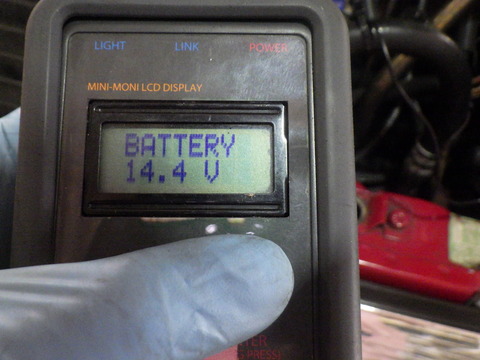 LIGHT LINK POWER
MINI-MONI LCD DISPLAY
BATTERY
14.4 V